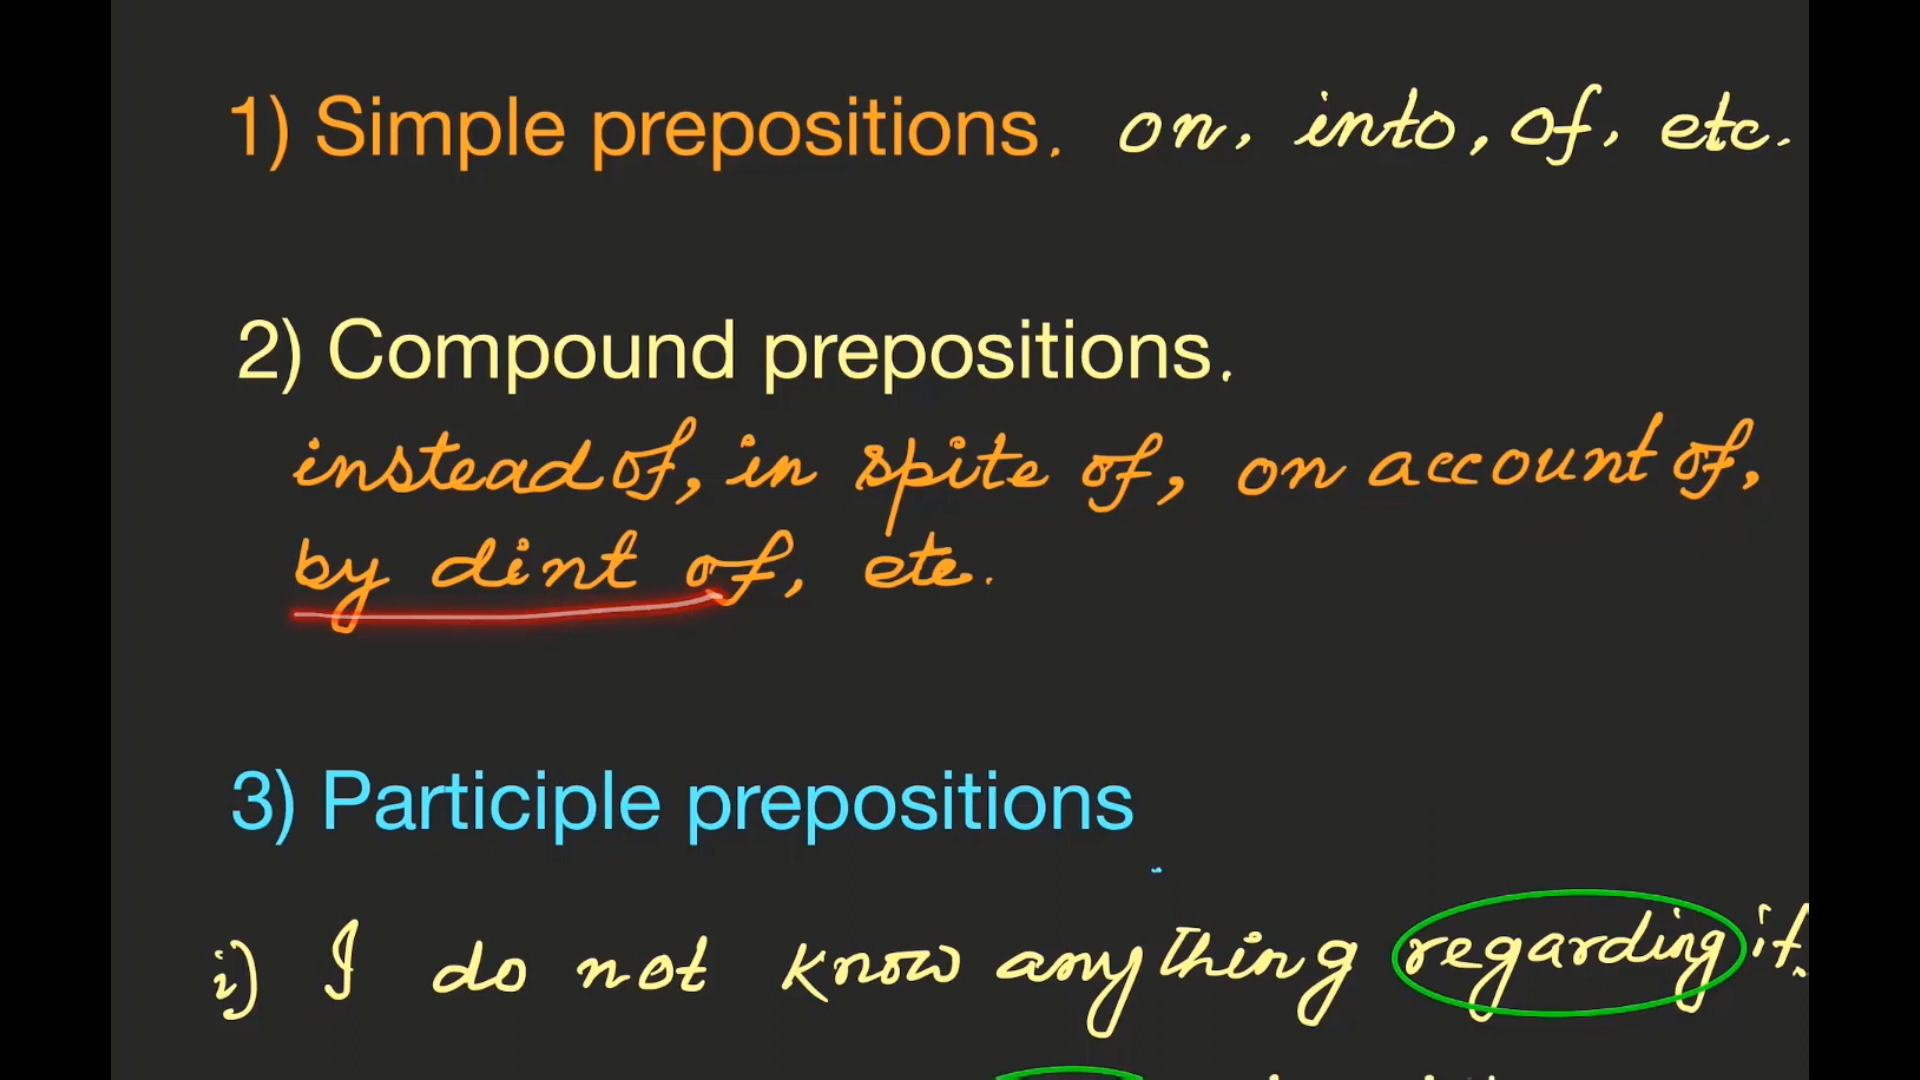 1) Simple prepositions. on, into, of, etc.
2) Compound prepositions.
instead of, in spite of, on account of,
by dint of, etc.
3) Participle prepositions
i) I do not know anything regarding it.